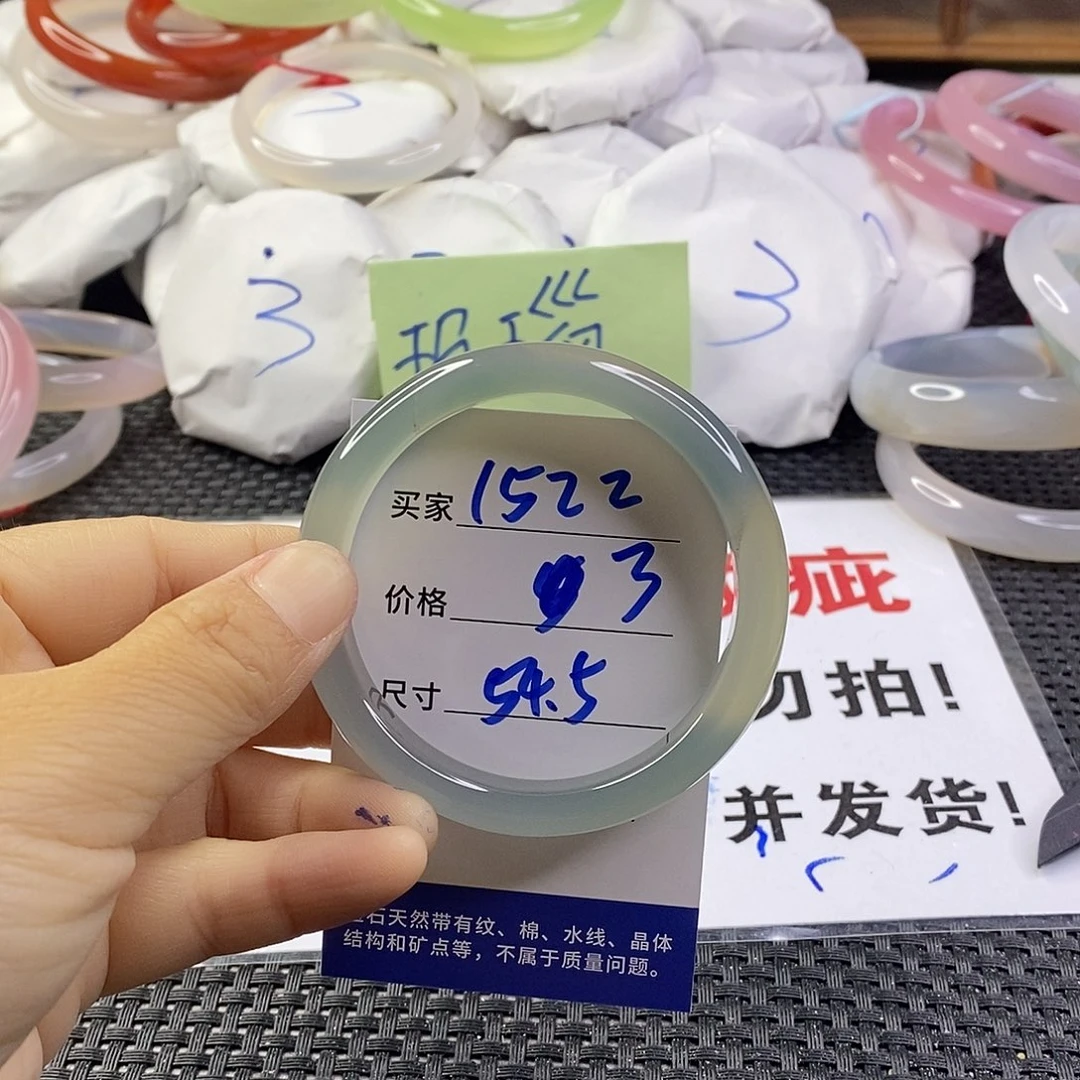 3
3
买家 1522
价格 3
尺寸 54.5
疵
勿拍!
并发货!
石天然带有纹、棉、水线、晶体
结构和矿点等，不属于质量问题。